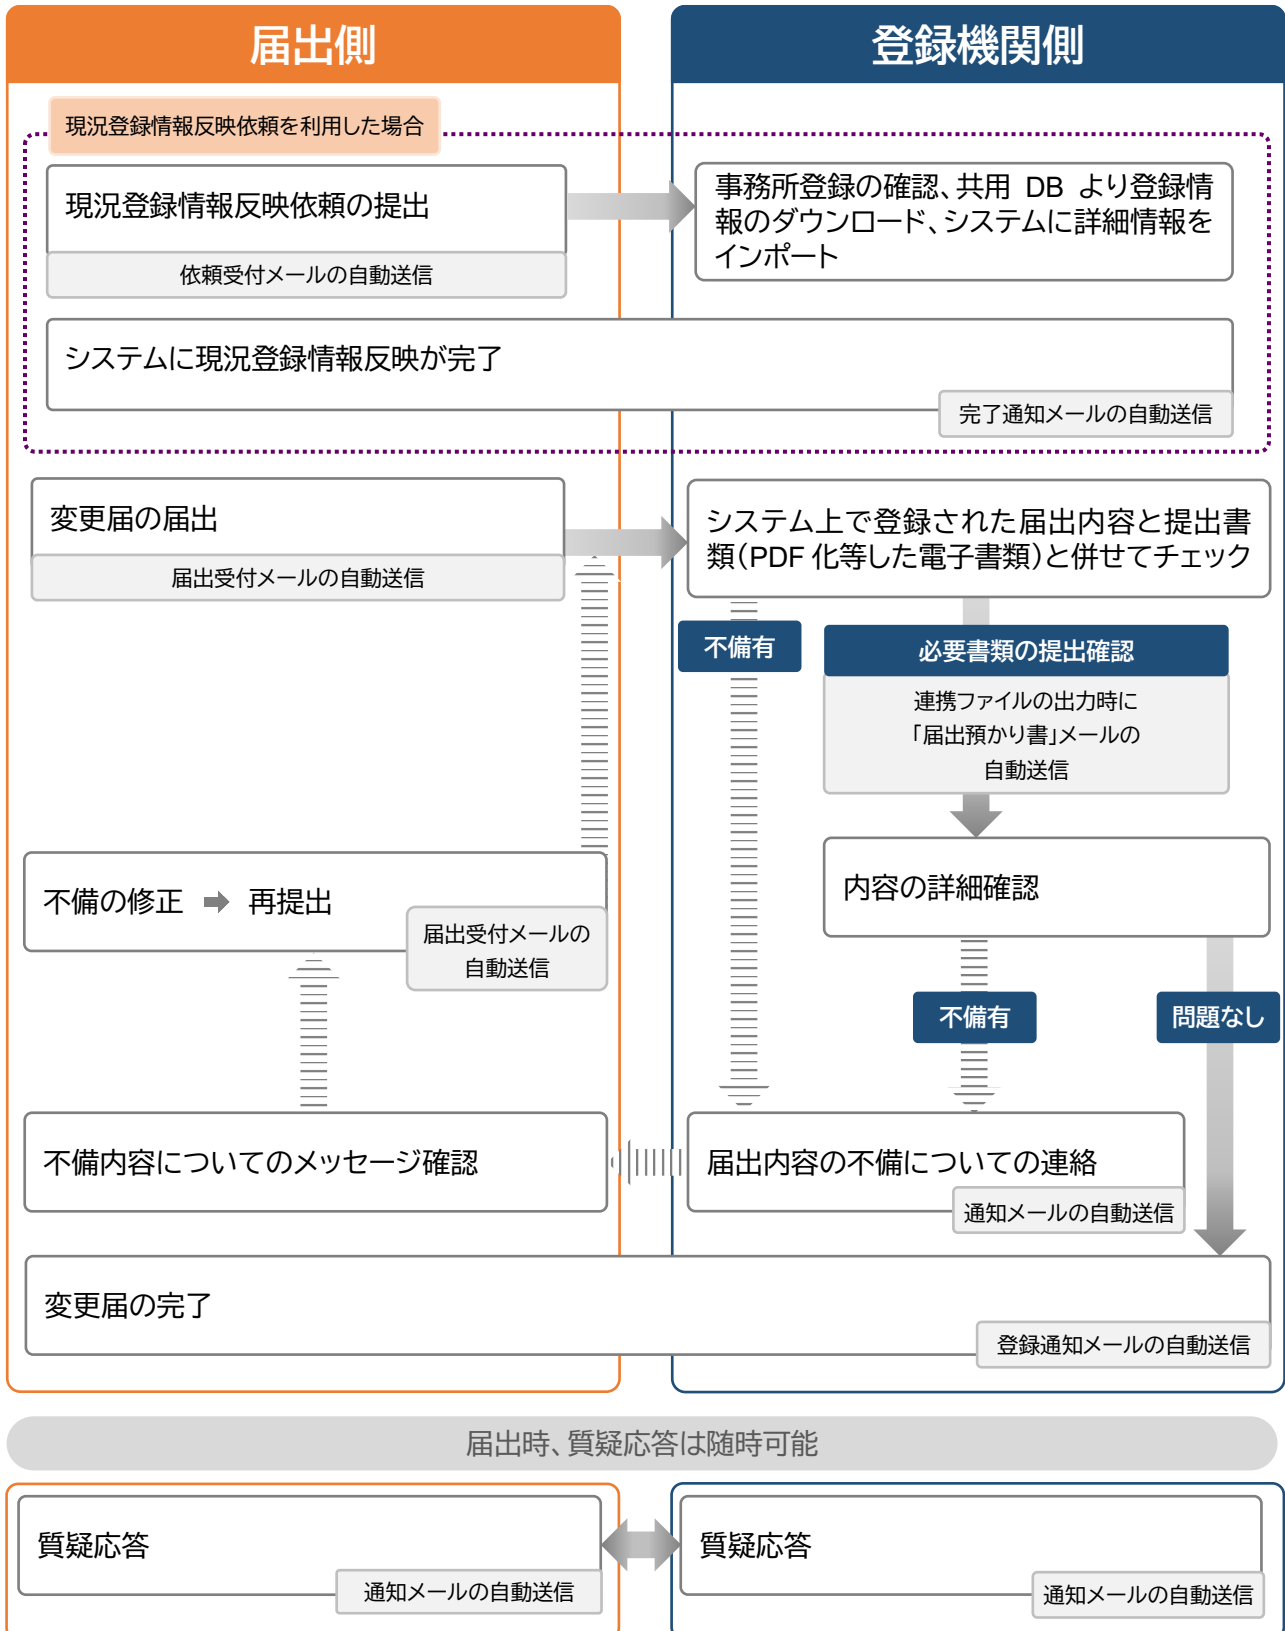 届出側
登録機関側
現況登録情報反映依頼を利用した場合
現況登録情報反映依頼の提出
依頼受付メールの自動送信
事務所登録の確認、共用 DB より登録情
報のダウンロード、システムに詳細情報を
インポート
システムに現況登録情報反映が完了
完了通知メールの自動送信
変更届の届出
届出受付メールの自動送信
システム上で登録された届出内容と提出書
類（PDF 化等した電子書類）と併せてチェック
不備有
必要書類の提出確認
連携ファイルの出力時に
「届出預かり書」メールの
自動送信
内容の詳細確認
不備の修正 ➡ 再提出
届出受付メールの
自動送信
不備有
問題なし
不備内容についてのメッセージ確認
届出内容の不備についての連絡
通知メールの自動送信
変更届の完了
登録通知メールの自動送信
届出時、質疑応答は随時可能
質疑応答
通知メールの自動送信
質疑応答
通知メールの自動送信